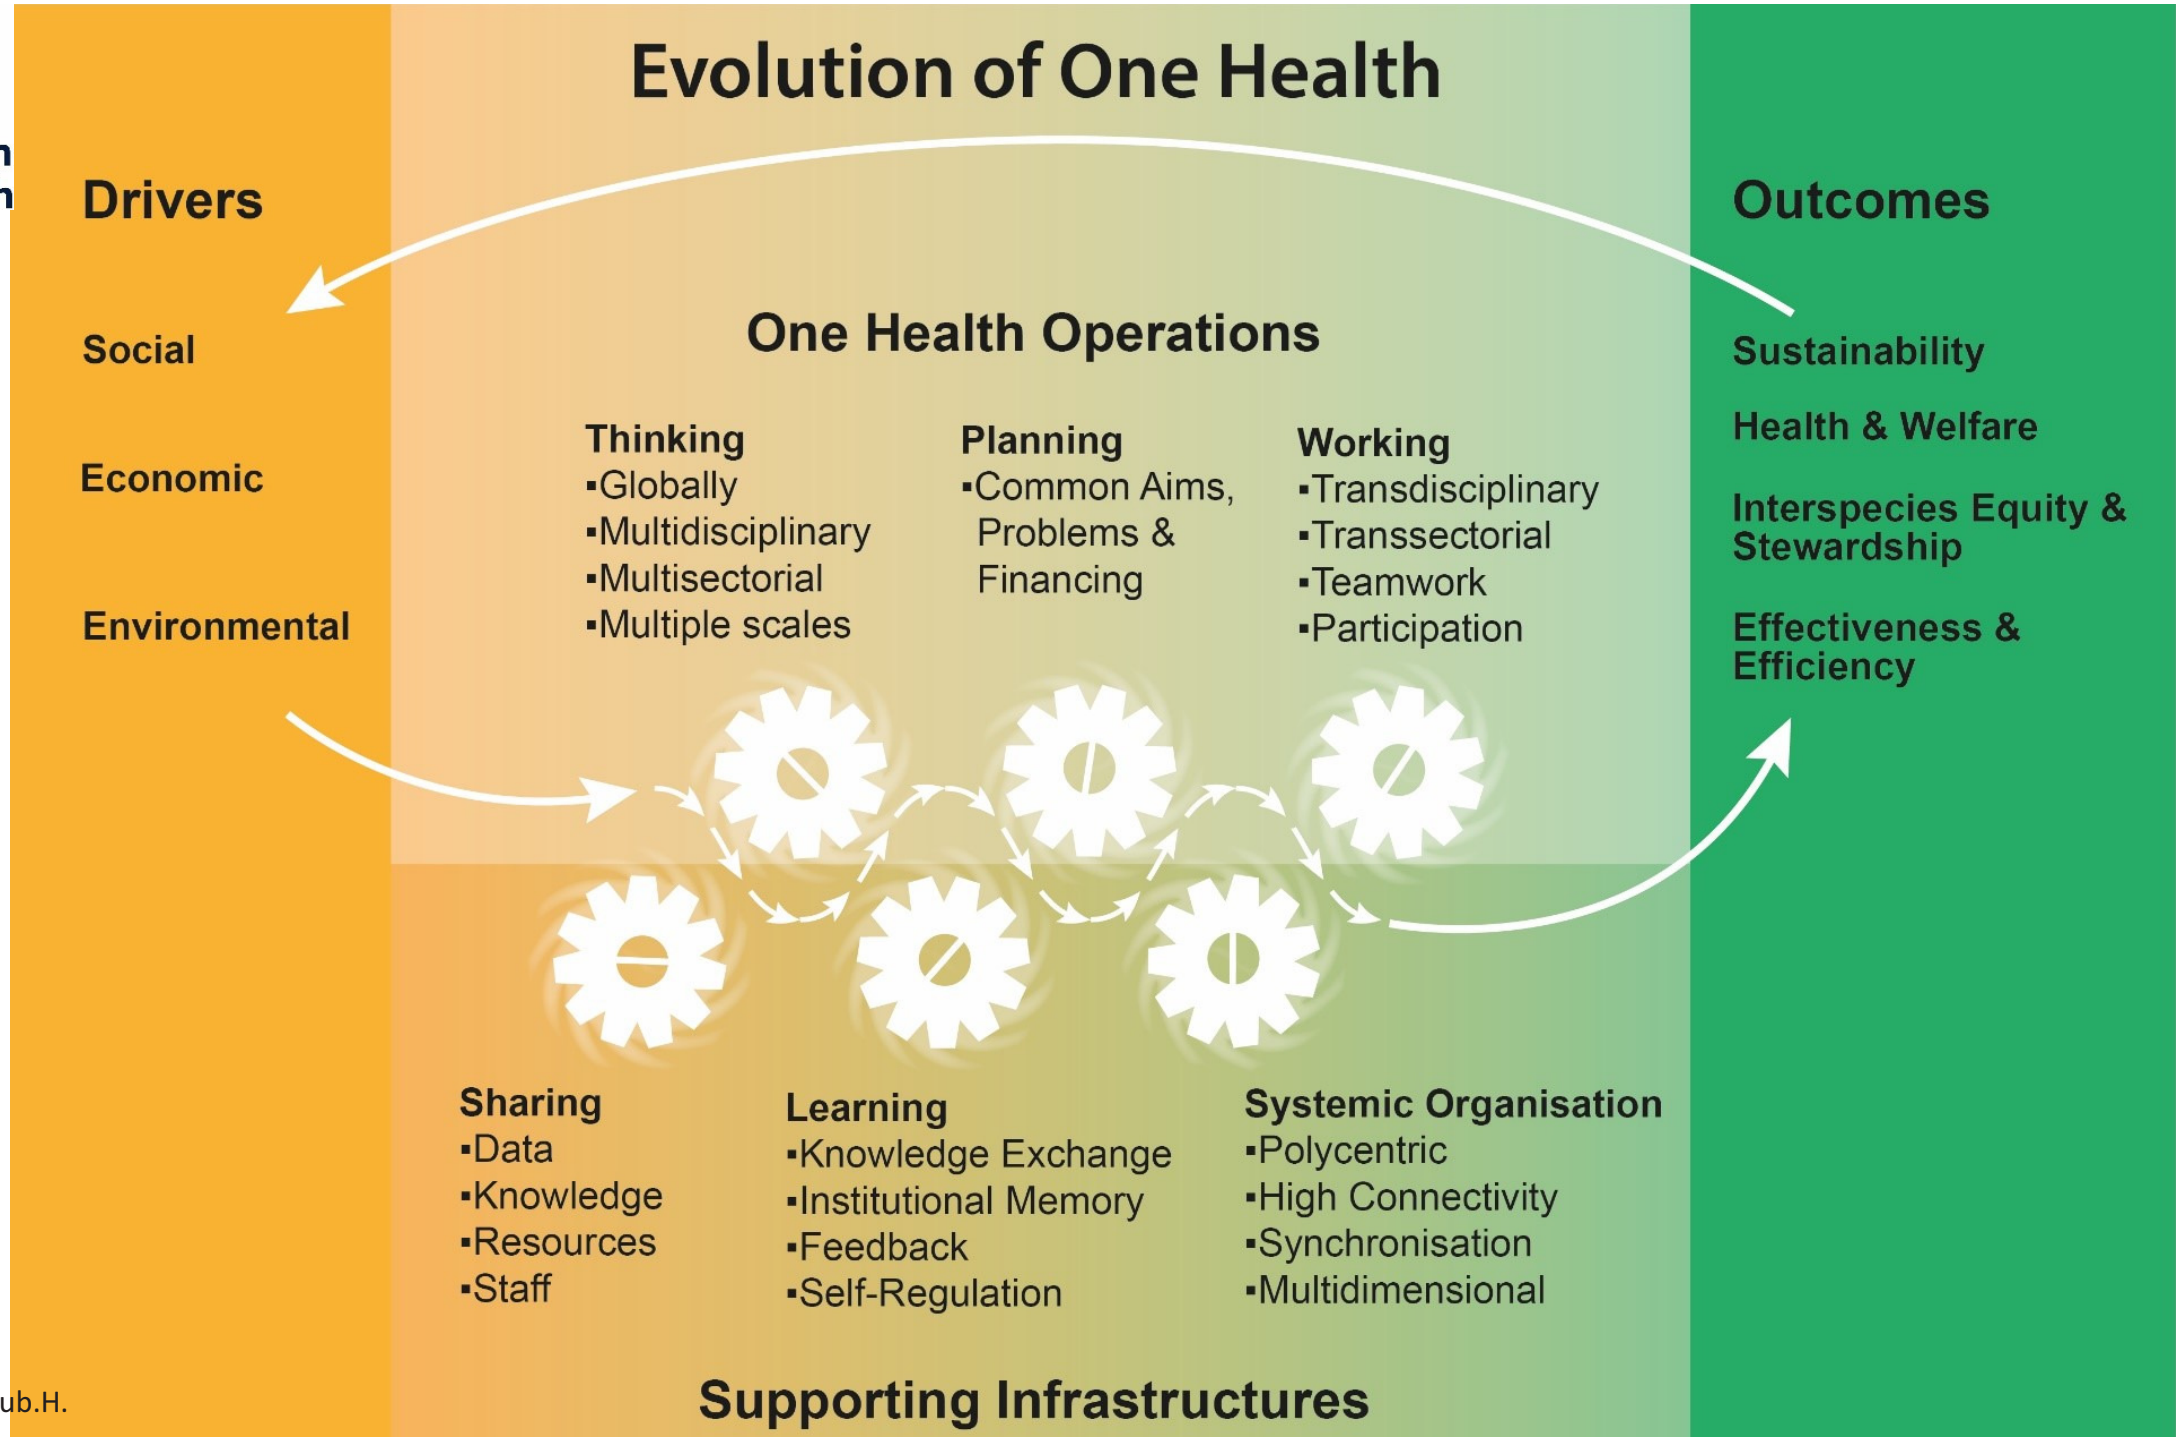 Evolution of One Health
Drivers
Social
Economic
Environmental
One Health Operations
Thinking
▪Globally
▪Multidisciplinary
▪Multisectorial
▪Multiple scales
Planning
▪Common Aims,
Problems &
Financing
Working
▪Transdisciplinary
▪Transsectorial
▪Teamwork
▪Participation
Outcomes
Sustainability
Health & Welfare
Interspecies Equity &
Stewardship
Effectiveness &
Efficiency
Sharing
▪Data
▪Knowledge
▪Resources
▪Staff
Learning
▪Knowledge Exchange
▪Institutional Memory
▪Feedback
▪Self-Regulation
Systemic Organisation
▪Polycentric
▪High Connectivity
▪Synchronisation
▪Multidimensional
Supporting Infrastructures
ub.H.